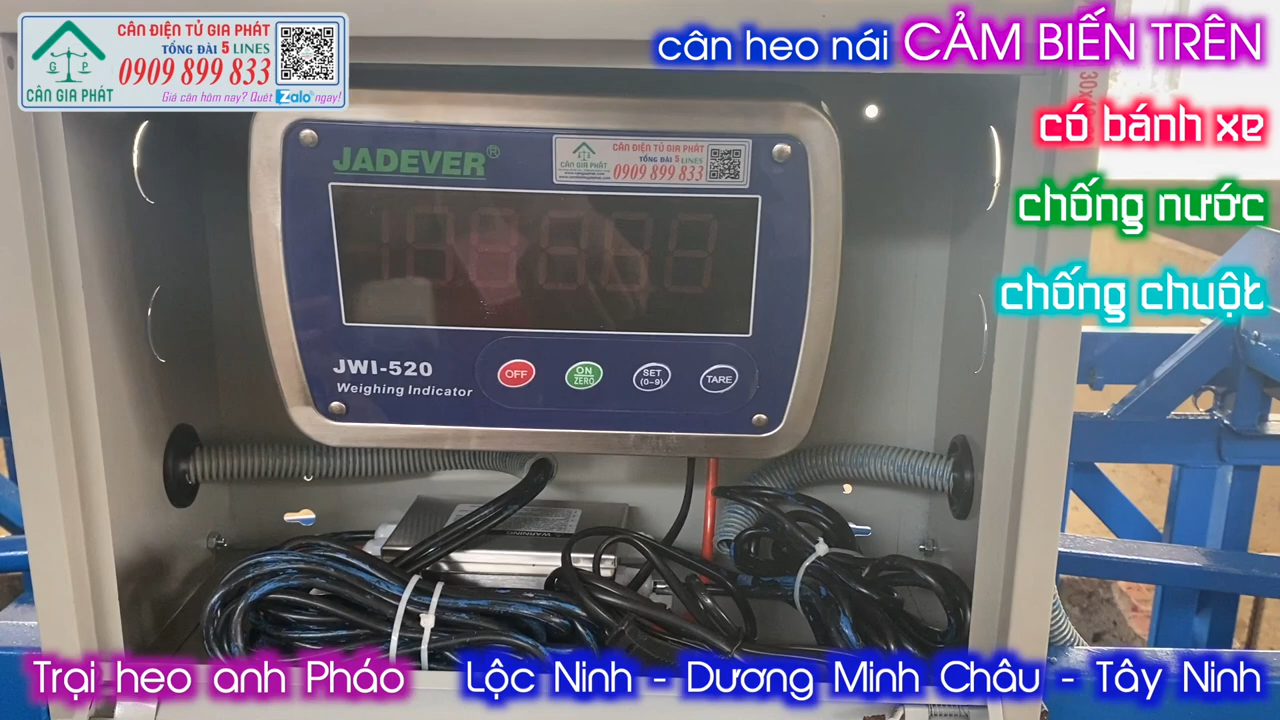 CÂN ĐIỆN TỬ GIA PHÁT
TỔNG ĐÀI 5 LINES
0909 899 833
G P
CÂN GIA PHÁT
Giá cân hôm nay? Quét Zalo ngay!
cân heo nái CẢM BIẾN TRÊN
có bánh xe
chống nước
chống chuột
JADEVER®
CÂN GIA PHÁT
CÂN ĐIỆN TỬ GIA PHÁT
TỔNG ĐÀI 5 LINES
0909 899 833
JWI-520
Weighing Indicator
OFF
ON
ZERO
SET
(0~9)
TARE
WARNING
Trại heo anh Pháo
Lộc Ninh - Dương Minh Châu - Tây Ninh